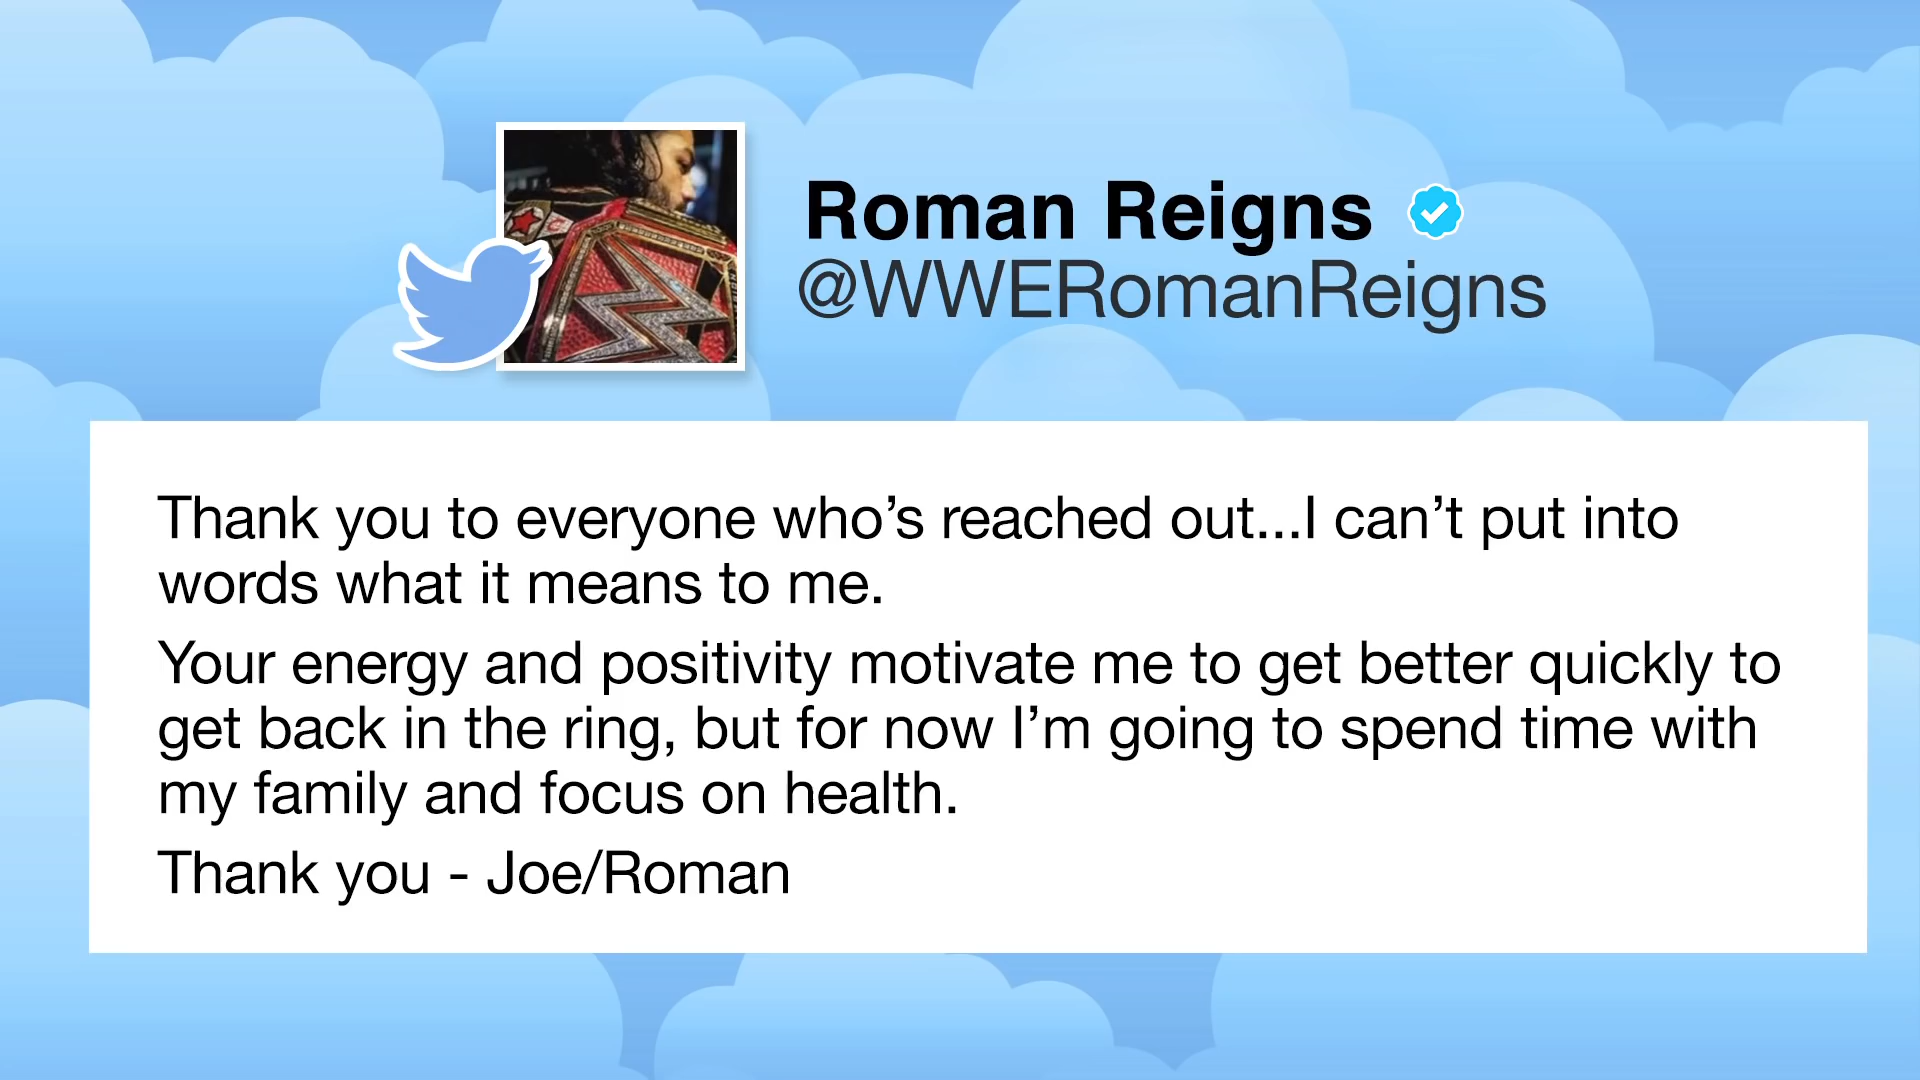 Roman Reigns
@WWERomanReigns
Thank you to everyone who’s reached out...I can’t put into
words what it means to me.
Your energy and positivity motivate me to get better quickly to
get back in the ring, but for now I’m going to spend time with
my family and focus on health.
Thank you - Joe/Roman